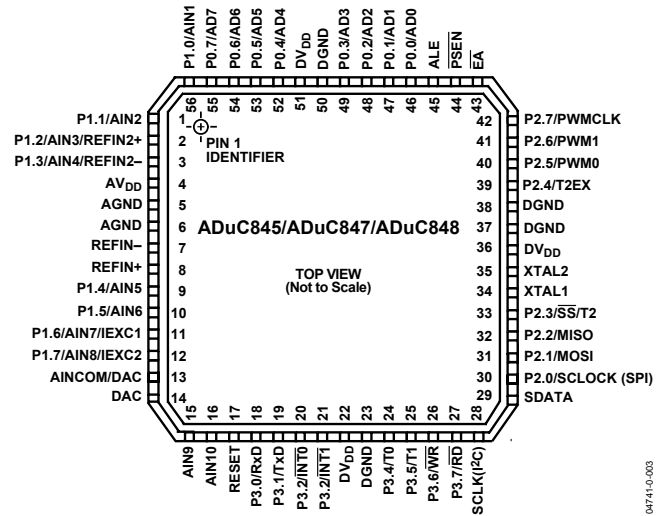 P1.0/AIN1
P0.7/AD7
P0.6/AD6
P0.5/AD5
P0.4/AD4
DVDD
DGND
P0.3/AD3
P0.2/AD2
P0.1/AD1
P0.0/AD0
ALE
PSEN
EA
56
55
54
53
52
51
50
49
48
47
46
45
44
43
P1.1/AIN2 1
P1.2/AIN3/REFIN2+ 2
P1.3/AIN4/REFIN2– 3
AVDD 4
AGND 5
AGND 6
REFIN– 7
REFIN+ 8
P1.4/AIN5 9
P1.5/AIN6 10
P1.6/AIN7/IEXC1 11
P1.7/AIN8/IEXC2 12
AINCOM/DAC 13
DAC 14
PIN 1
IDENTIFIER
ADuC845/ADuC847/ADuC848
TOP VIEW
(Not to Scale)
42 P2.7/PWMCLK
41 P2.6/PWM1
40 P2.5/PWM0
39 P2.4/T2EX
38 DGND
37 DGND
36 DVDD
35 XTAL2
34 XTAL1
33 P2.3/SS/T2
32 P2.2/MISO
31 P2.1/MOSI
30 P2.0/SCLOCK (SPI)
29 SDATA
15
16
17
18
19
20
21
22
23
24
25
26
27
28
AIN9
AIN10
RESET
P3.0/RxD
P3.1/TxD
P3.2/INT0
P3.2/INT1
DVDD
DGND
P3.4/T0
P3.5/T1
P3.6/WR
P3.7/RD
SCLK(I2C)
04741-0-003